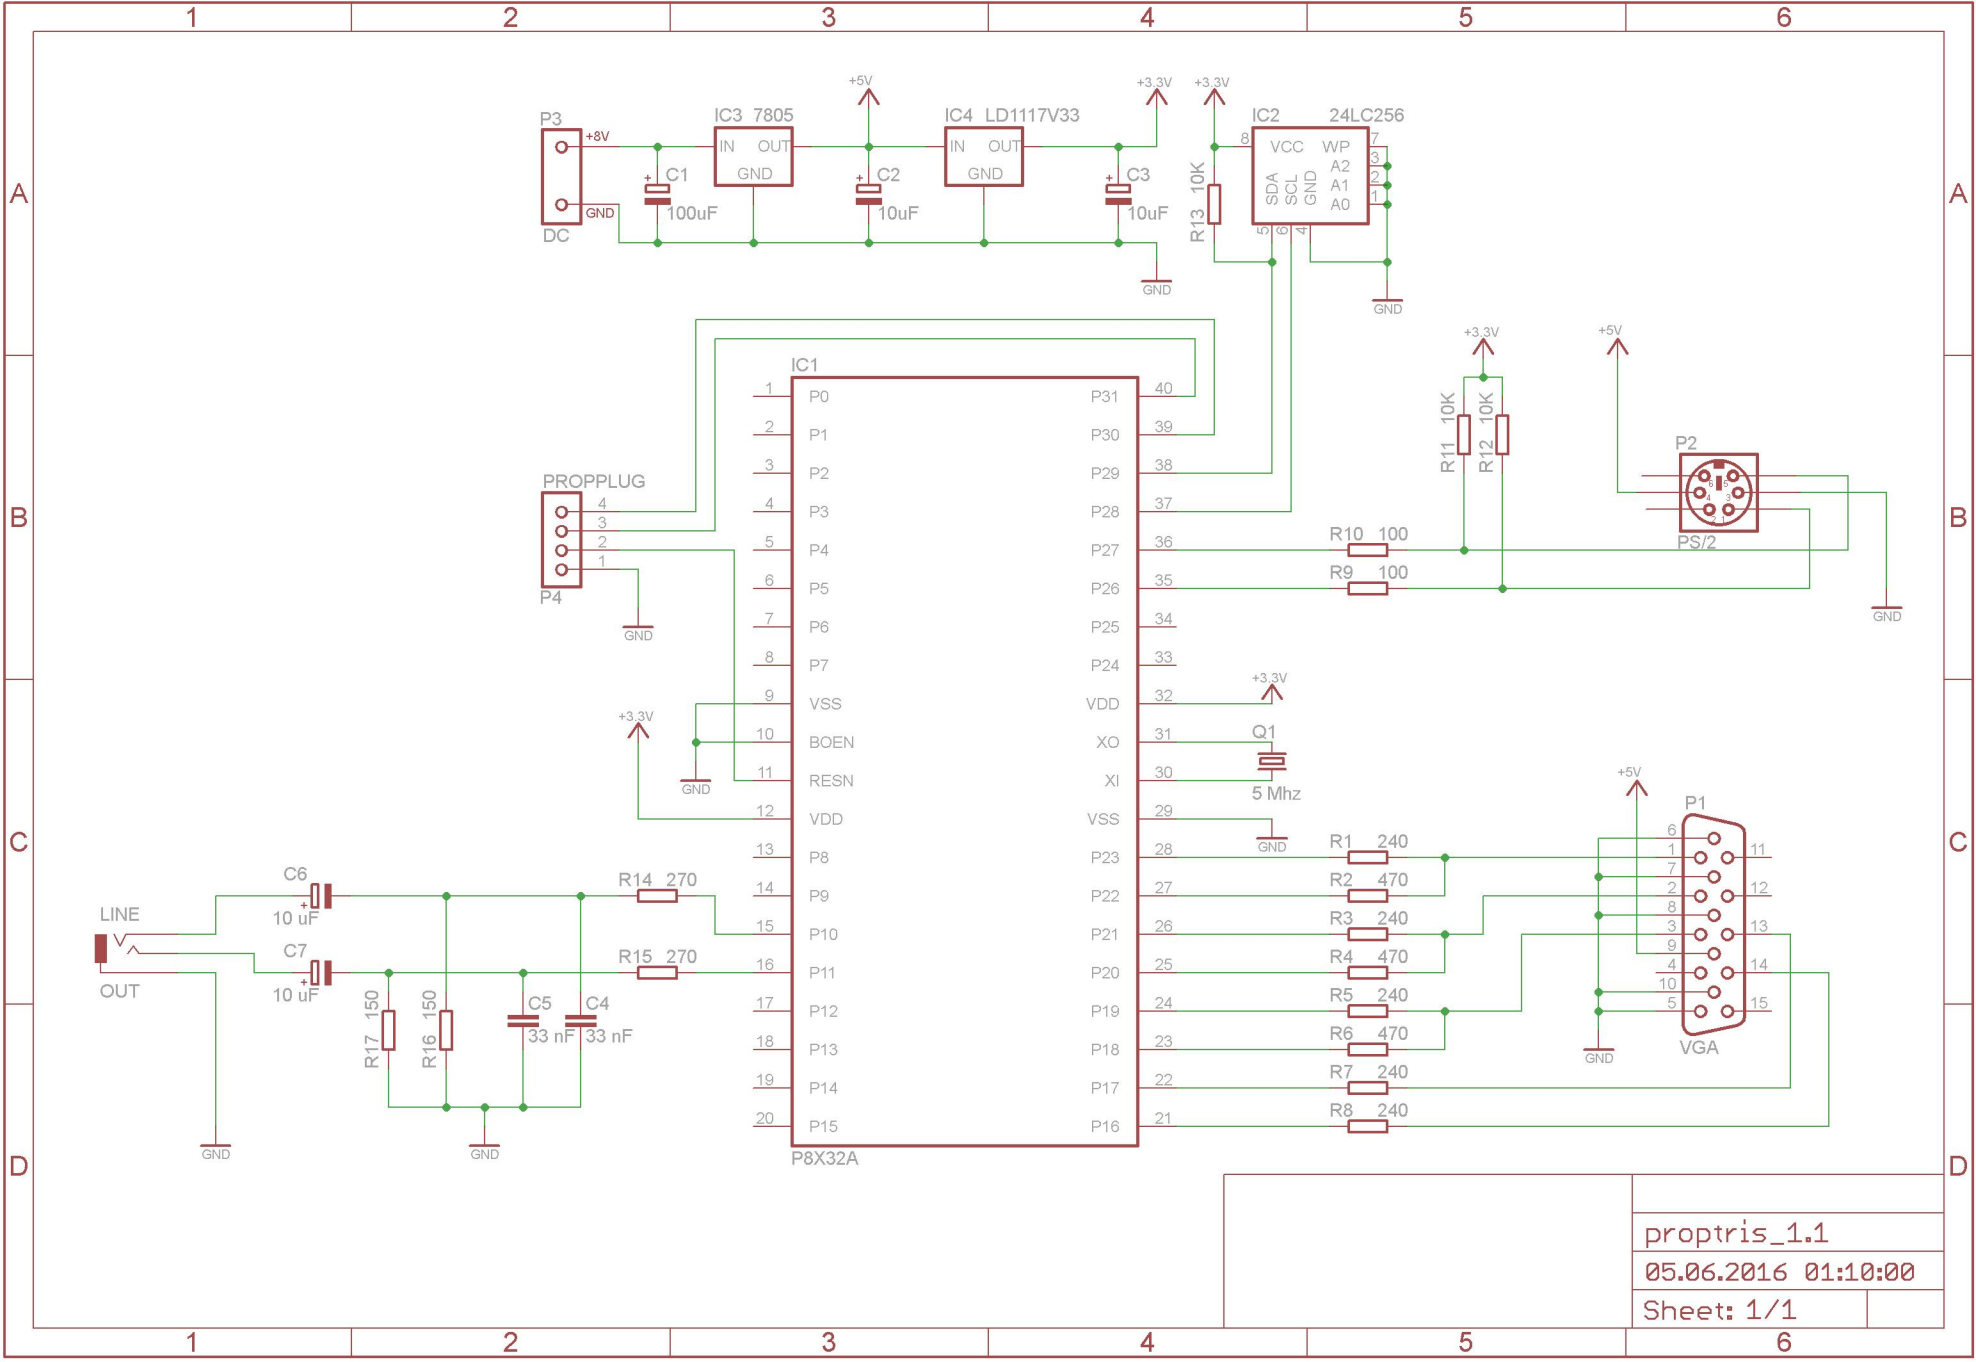 1 2 3 4 5 6
A
B
C
D
A
B
C
D
P3
+8V
GND
DC
C1
100uF
IC3 7805
IN OUT
GND
+5V
C2
10uF
IC4 LD1117V33
IN OUT
GND
+3.3V
C3
10uF
GND
+3.3V
R13 10K
IC2 24LC256
8 VCC WP 7
A2 3
A1 2
A0 1
SDA SCL GND
5 6 4
GND
PROPPLUG
4
3
2
1
P4
GND
IC1
1 P0
2 P1
3 P2
4 P3
5 P4
6 P5
7 P6
8 P7
9 VSS
10 BOEN
11 RESN
12 VDD
13 P8
14 P9
15 P10
16 P11
17 P12
18 P13
19 P14
20 P15
P31 40
P30 39
P29 38
P28 37
P27 36
P26 35
P25 34
P24 33
VDD 32
XO 31
XI 30
VSS 29
P23 28
P22 27
P21 26
P20 25
P19 24
P18 23
P17 22
P16 21
P8X32A
+3.3V
GND
+3.3V
R11 10K
R12 10K
+5V
P2
6 5
4 3
2 1
PS/2
R10 100
R9 100
GND
+3.3V
Q1
5 Mhz
GND
R1 240
R2 470
R3 240
R4 470
R5 240
R6 470
R7 240
R8 240
+5V
P1
6
1 11
7
2 12
8
3 13
9
4 14
10
5 15
VGA
GND
LINE
OUT
C6
10 uF
C7
10 uF
R14 270
R15 270
R17 150
R16 150
C5
33 nF
C4
33 nF
GND
GND
proptris_1.1
05.06.2016 01:10:00
Sheet: 1/1
1 2 3 4 5 6